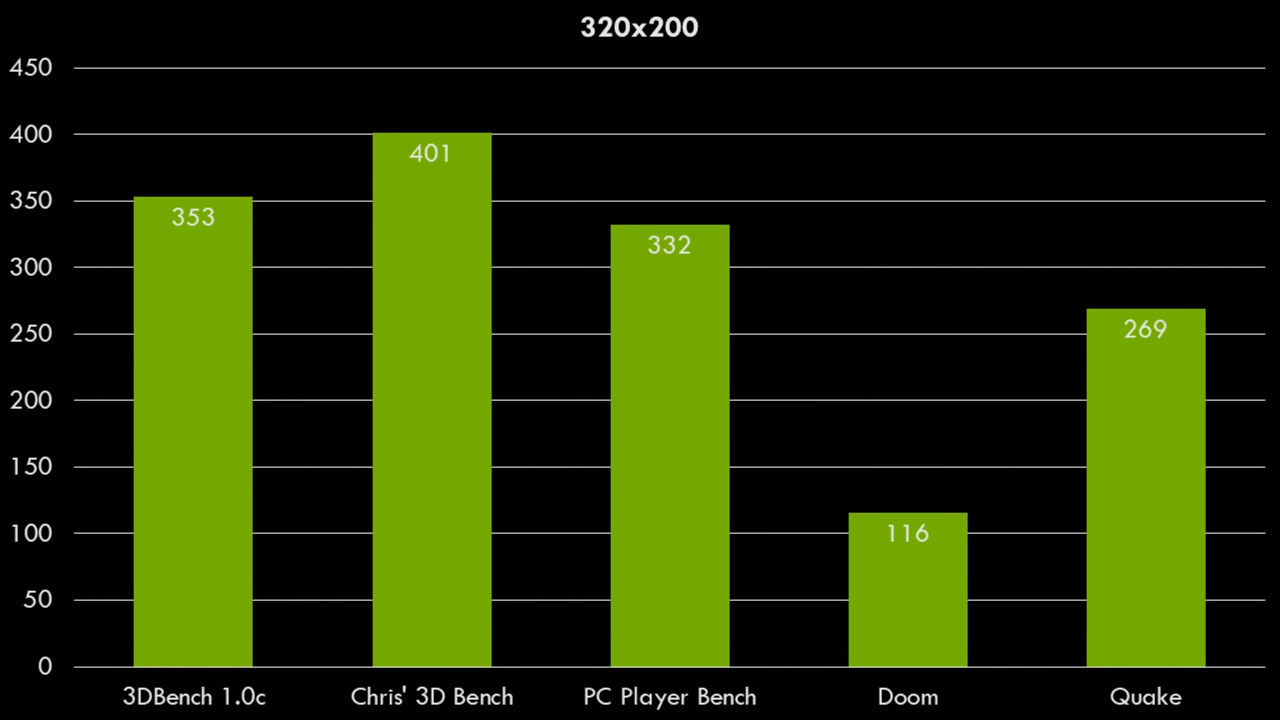 320x200
450
400
350
300
250
200
150
100
50
0
353
401
332
116
269
3DBench 1.0c
Chris' 3D Bench
PC Player Bench
Doom
Quake